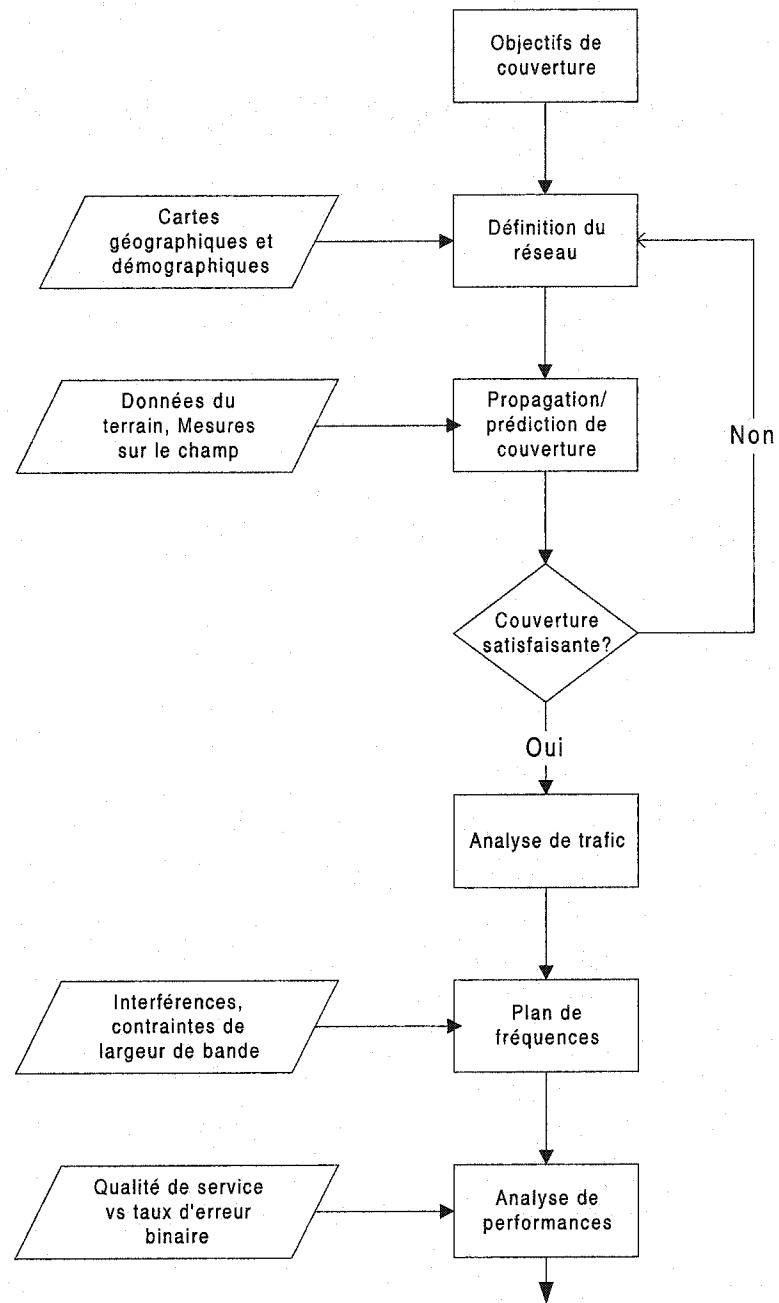 Objectifs de
couverture
Cartes
géographiques et
démographiques
Définition du
réseau
Données du
terrain, Mesures
sur le champ
Propagation/
prédiction de
couverture
Non
Couverture
satisfaisante?
Oui
Analyse de trafic
Interférences,
contraintes de
largeur de bande
Plan de
fréquences
Qualité de service
vs taux d'erreur
binaire
Analyse de
performances